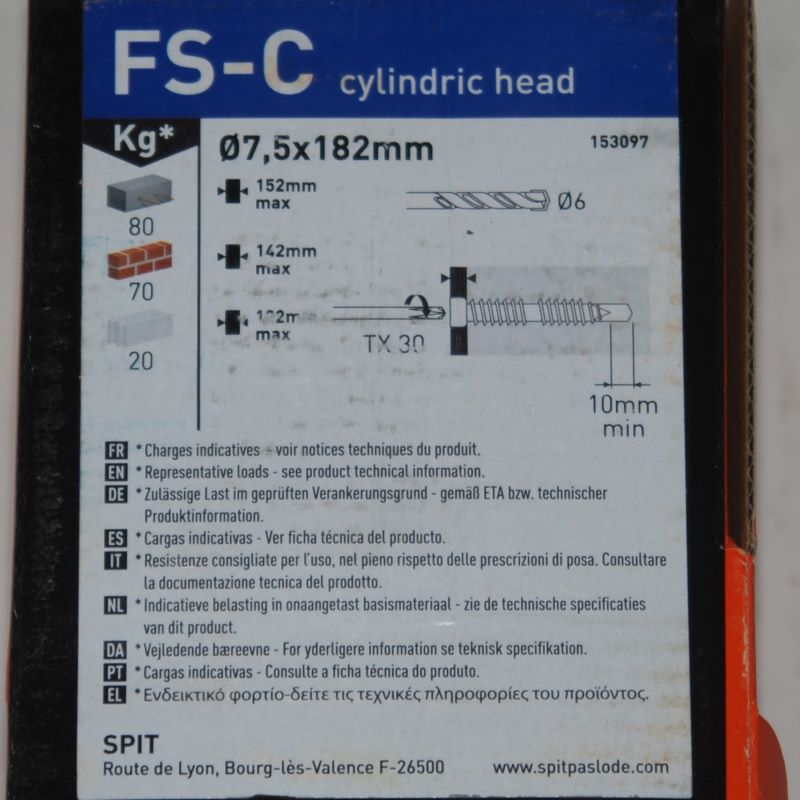 FS-C cylindric head
Kg*
Ø7,5x182mm
153097
80
152mm
max
Ø6
70
142mm
max
20
max
TX 30
10mm
min
FR * Charges indicatives - voir notices techniques du produit.
EN * Representative loads - see product technical information.
DE * Zulässige Last im geprüften Verankerungsgrund - gemäß ETA bzw. technischer
Produktinformation.
ES * Cargas indicativas - Ver ficha técnica del producto.
IT * Resistenze consigliate per l'uso, nel pieno rispetto delle prescrizioni di posa. Consultare
la documentazione tecnica del prodotto.
NL * Indicatieve belasting in onaangetast basismateriaal - zie de technische specificaties
van dit product.
DA * Vejledende bæreevne - For yderligere information se teknisk specifikation.
PT * Cargas indicativas - Consulte a ficha técnica do produto.
EL * Ενδεικτικό φορτίο-δείτε τις τεχνικές πληροφορίες του προϊόντος.
SPIT
Route de Lyon, Bourg-lès-Valence F-26500
www.spitpaslode.com